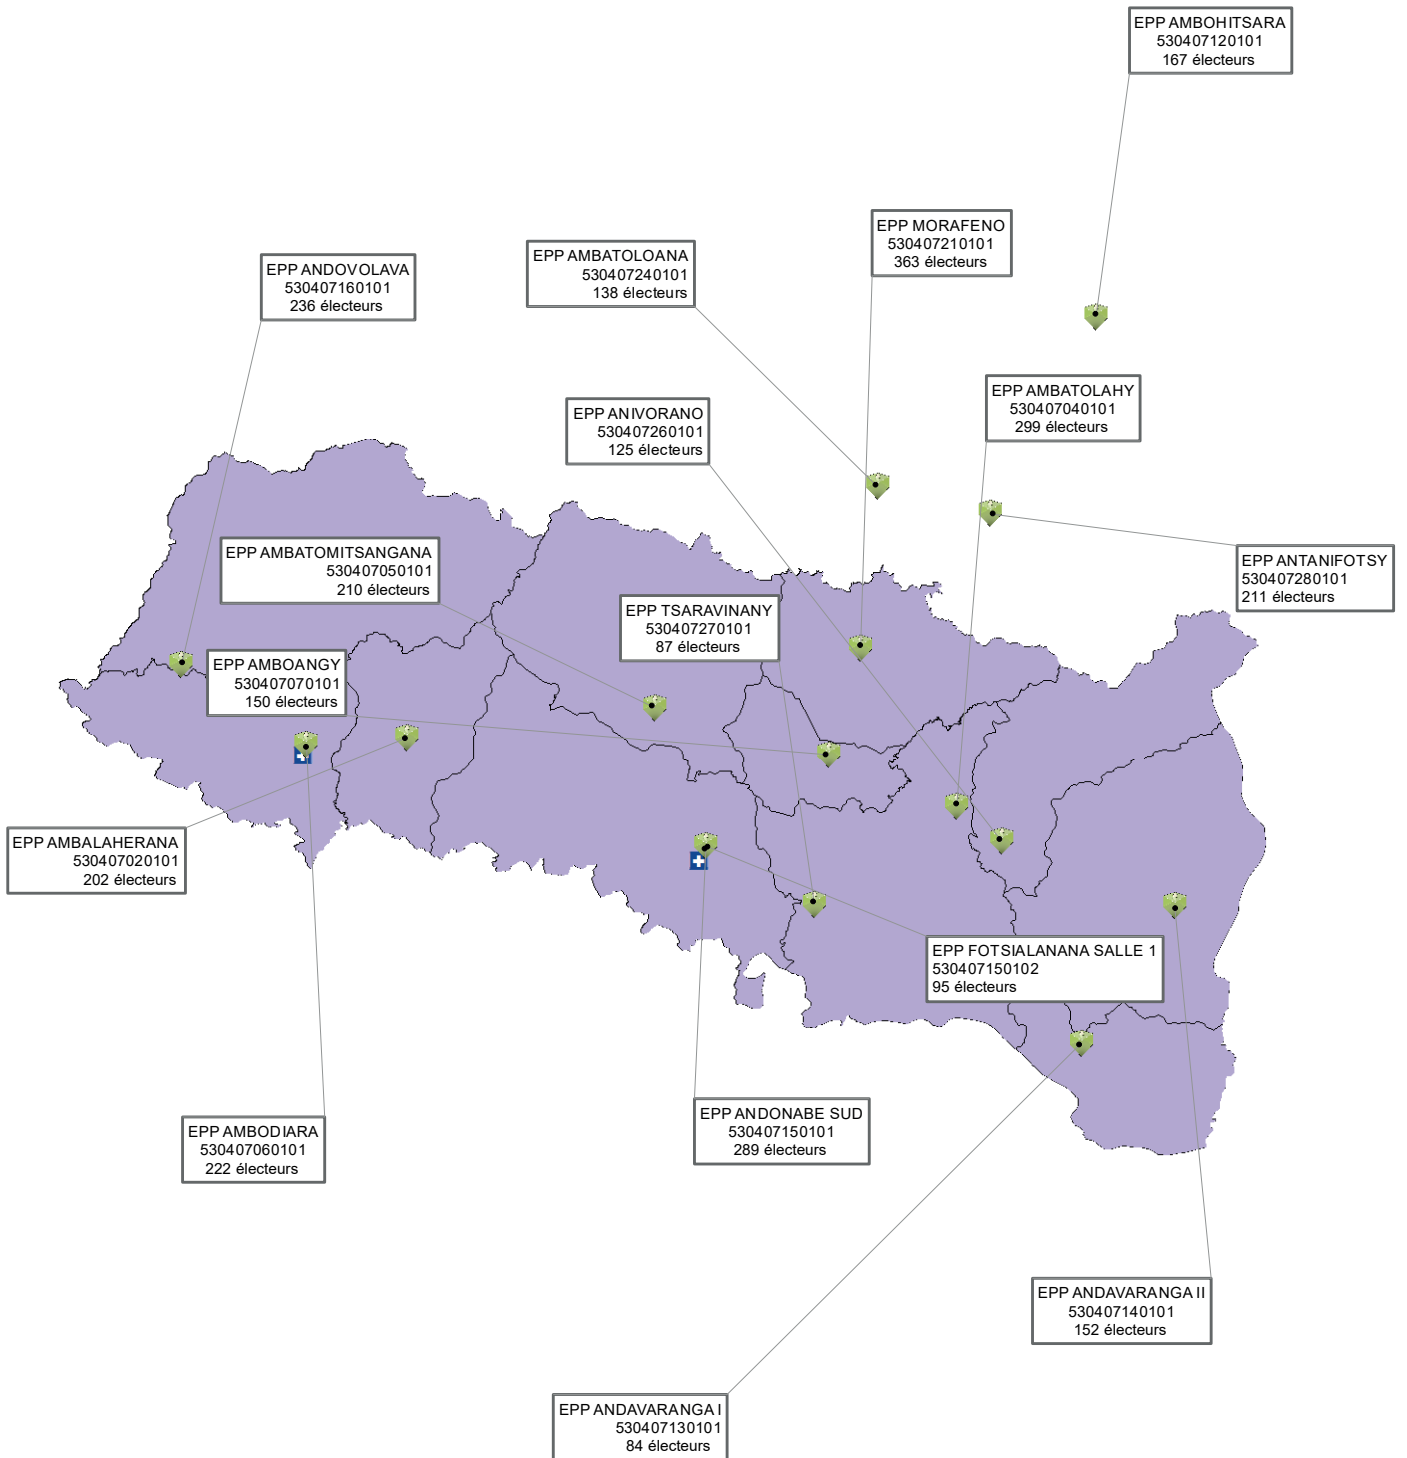 EPP AMBOHITSARA
530407120101
167 électeurs
EPP MORAFENO
530407210101
363 électeurs
EPP AMBATOLOANA
530407240101
138 électeurs
EPP ANDOVOLAVA
530407160101
236 électeurs
EPP AMBATOLAHY
530407040101
299 électeurs
EPP ANIVORANO
530407260101
125 électeurs
EPP AMBATOMITSANGANA
530407050101
210 électeurs
EPP ANTANIFOTSY
530407280101
211 électeurs
EPP TSARAVINANY
530407270101
87 électeurs
EPP AMBOANGY
530407070101
150 électeurs
EPP AMBALAHERANA
530407020101
202 électeurs
EPP FOTSIALANANA SALLE 1
530407150102
95 électeurs
EPP ANDONABE SUD
530407150101
289 électeurs
EPP AMBODIARA
530407060101
222 électeurs
EPP ANDAVARANGA II
530407140101
152 électeurs
EPP ANDAVARANGA I
530407130101
84 électeurs